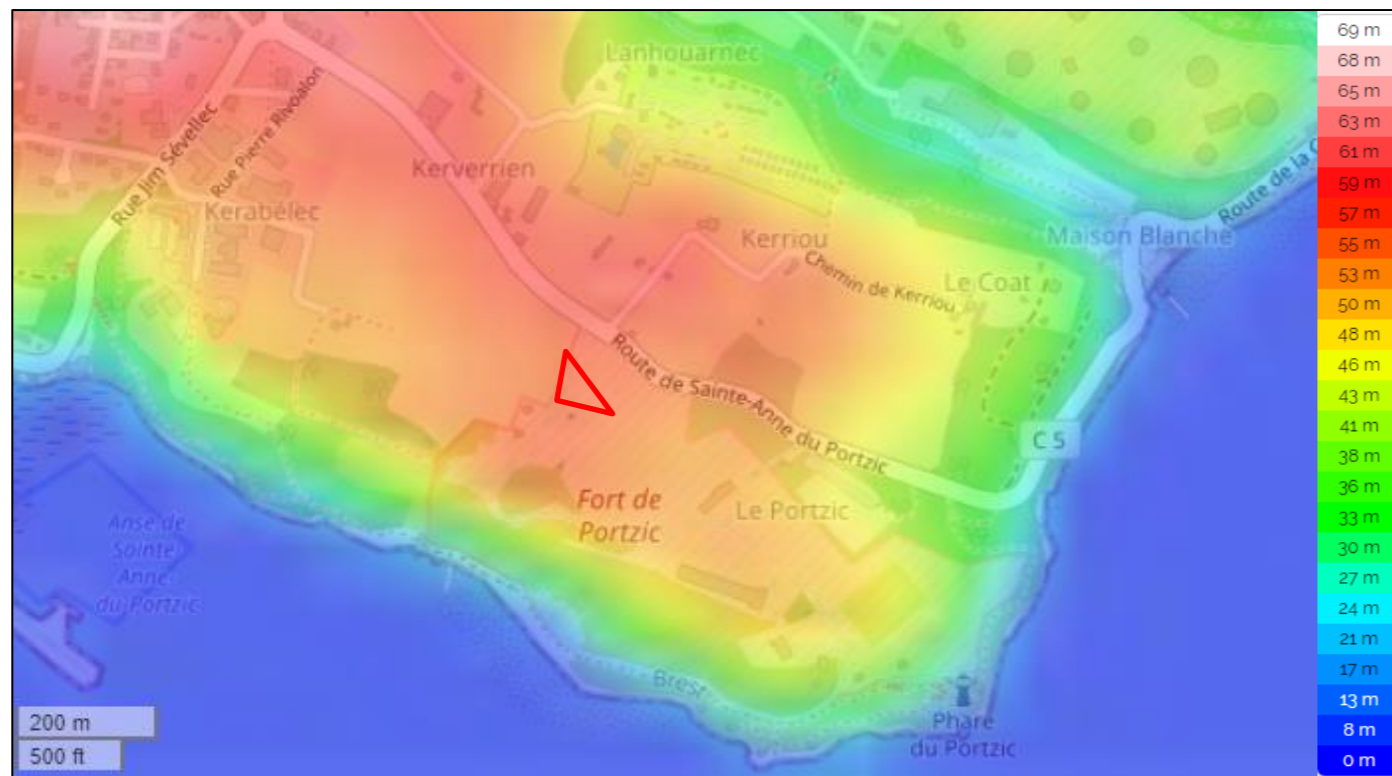 Lanhouarnec
Rue Jim Sévellec
Rue Pierre Rivoalon
Kerverrien
Kerabélec
Kerriou
Chemin de Kerriou
Maison Blanche
Route de la
Le Coat
Route de Sainte-Anne du Portzic
C 5
Fort de
Portzic
Le Portzic
Anse de
Sainte
Anne
du Portzic
Brest
Phare
du Portzic
200 m
500 ft
69 m
68 m
65 m
63 m
61 m
59 m
57 m
55 m
53 m
50 m
48 m
46 m
43 m
41 m
38 m
36 m
33 m
30 m
27 m
24 m
21 m
17 m
13 m
8 m
0 m